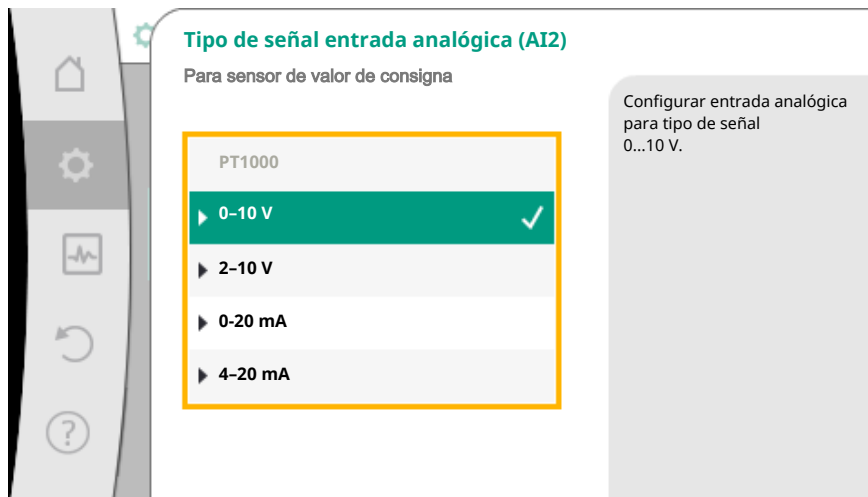 Tipo de señal entrada analógica (AI2)
Para sensor de valor de consigna
PT1000
0–10 V
2–10 V
0-20 mA
4–20 mA
Configurar entrada analógica
para tipo de señal
0...10 V.
?